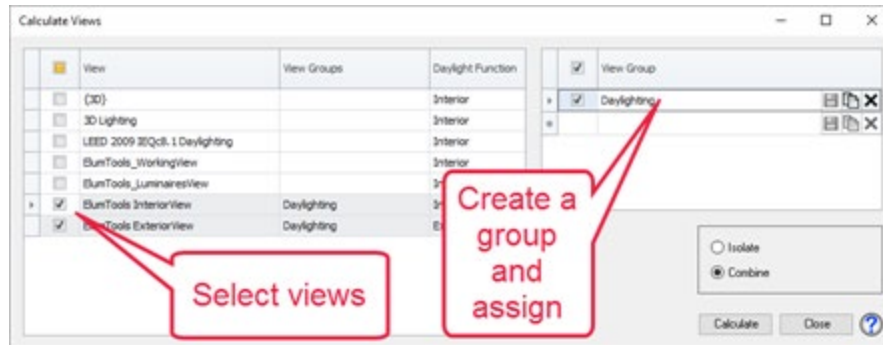 Calculate Views
View View Groups Daylight Function View Group
{3D} Interior Daylighting
3D Lighting Interior
LEED 2009 IEQc8.1 Daylighting Interior
ElumTools_WorkingView Interior
ElumTools_LuminairesView
ElumTools InteriorView Daylighting
ElumTools ExteriorView Daylighting
Create a
group
and
assign
Select views
Isolate
Combine
Calculate Close ?